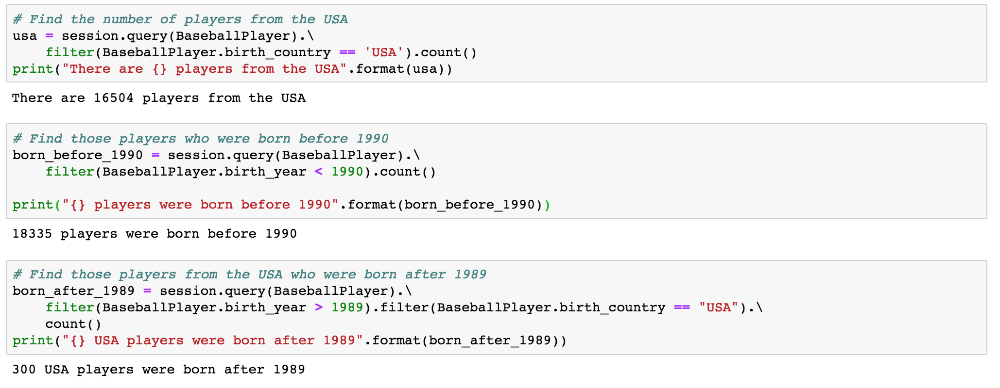 # Find the number of players from the USA
usa = session.query(BaseballPlayer).\
    filter(BaseballPlayer.birth_country == 'USA').count()
print("There are {} players from the USA".format(usa))
There are 16504 players from the USA
# Find those players who were born before 1990
born_before_1990 = session.query(BaseballPlayer).\
    filter(BaseballPlayer.birth_year < 1990).count()
print("{} players were born before 1990".format(born_before_1990))
18335 players were born before 1990
# Find those players from the USA who were born after 1989
born_after_1989 = session.query(BaseballPlayer).\
    filter(BaseballPlayer.birth_year > 1989).filter(BaseballPlayer.birth_country == "USA").\
    count()
print("{} USA players were born after 1989".format(born_after_1989))
300 USA players were born after 1989